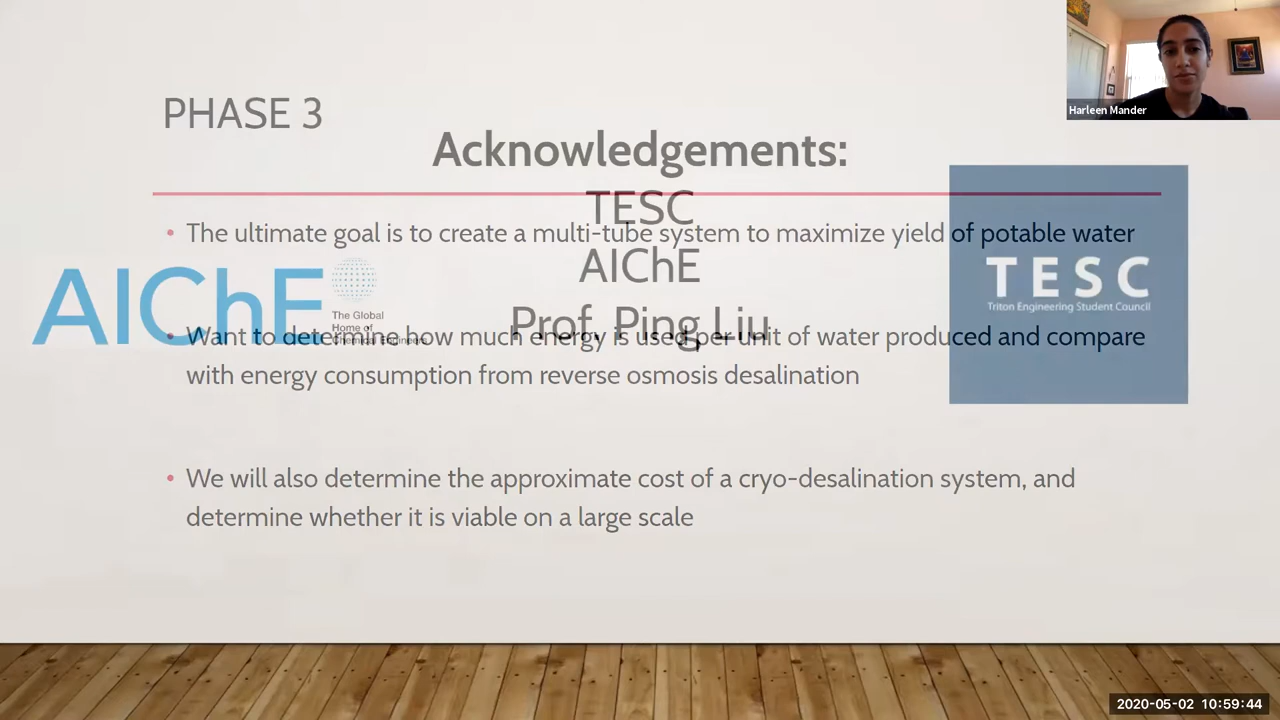 Harleen Mander
PHASE 3
Acknowledgements:
TESC
The ultimate goal is to create a multi-tube system to maximize yield of potable water
AIChE
TESC
Triton Engineering Student Council
AIChE
The Global
Home of
Chemical Engineers
Prof. Ping Liu
Want to determine how much energy is used per unit of water produced and compare
with energy consumption from reverse osmosis desalination
We will also determine the approximate cost of a cryo-desalination system, and
determine whether it is viable on a large scale
2020-05-02 10:59:44